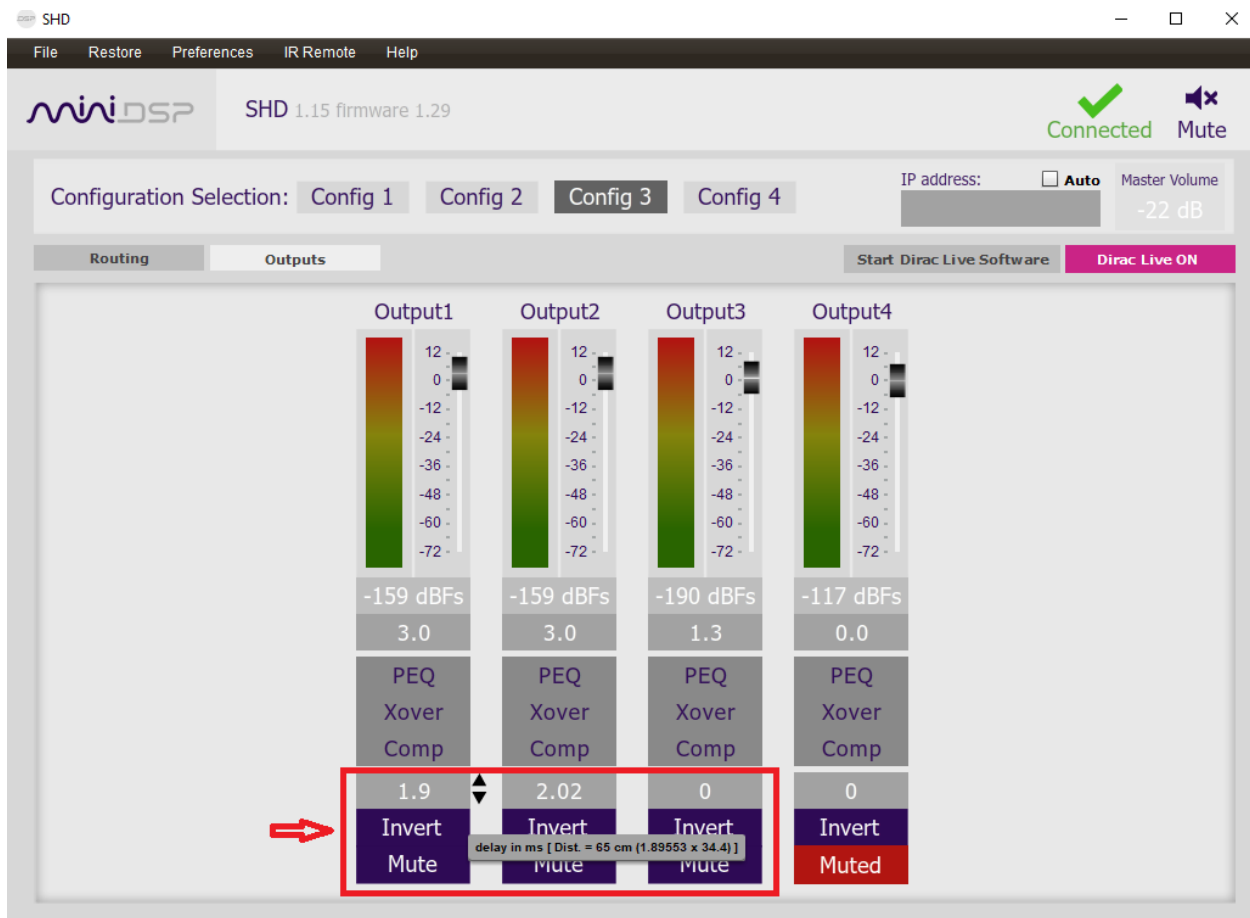 DSP SHD
File Restore Preferences IR Remote Help
miniDSP SHD 1.15 firmware 1.29
Connected Mute
Configuration Selection: Config 1 Config 2 Config 3 Config 4
IP address: Auto Master Volume
-22 dB
Routing Outputs Start Dirac Live Software Dirac Live ON
Output1 Output2 Output3 Output4
12 12 12 12
0 0 0 0
-12 -12 -12 -12
-24 -24 -24 -24
-36 -36 -36 -36
-48 -48 -48 -48
-60 -60 -60 -60
-72 -72 -72 -72
-159 dBFs -159 dBFs -190 dBFs -117 dBFs
3.0 3.0 1.3 0.0
PEQ PEQ PEQ PEQ
Xover Xover Xover Xover
Comp Comp Comp Comp
1.9 2.02 0 0
Invert Invert Invert Invert
delay in ms [ Dist. = 65 cm (1.89553 x 34.4) ]
Mute Mute Mute Muted